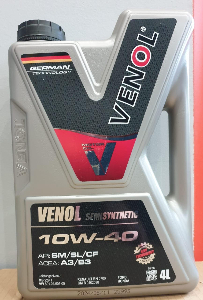 GERMAN
TECHNOLOGY
VENOL
VENOL SEMISYNTHETIC
10W-40
API: SM/SL/CF
ACEA: A3/B3
4L